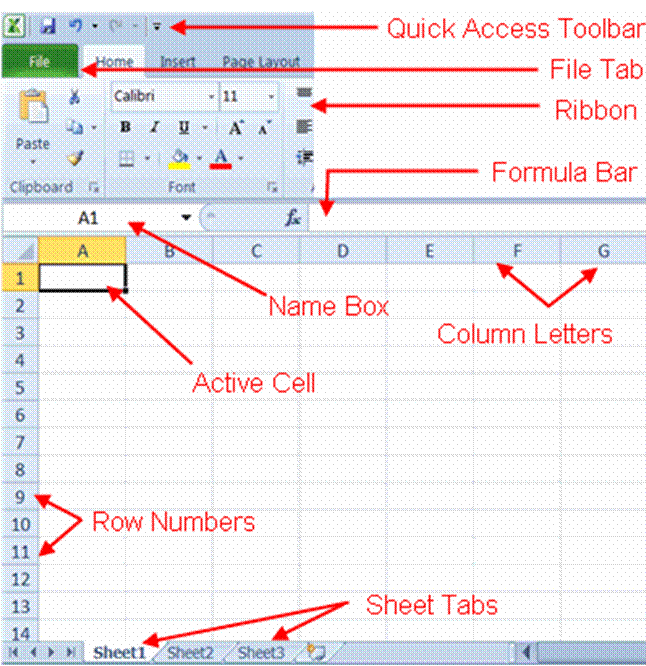 Quick Access Toolbar
File Home Insert Page Layout
File Tab
Calibri 11
Ribbon
B I U A A
Paste
A
Clipboard Font
Formula Bar
A1 fx
A B C D E F G
1
2
Name Box
3
Column Letters
4
Active Cell
5
6
7
8
9
10 Row Numbers
11
12
13
Sheet Tabs
14
Sheet1 Sheet2 Sheet3